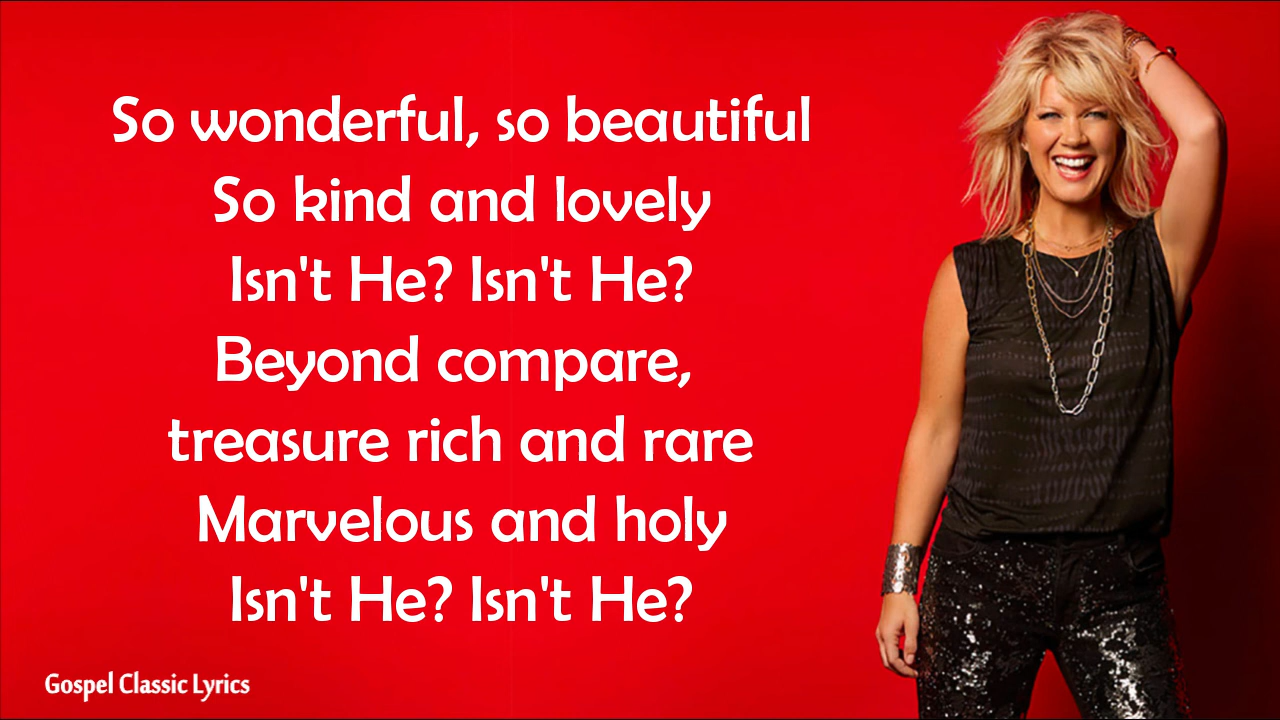 So wonderful, so beautiful
So kind and lovely
Isn't He? Isn't He?
Beyond compare,
treasure rich and rare
Marvelous and holy
Isn't He? Isn't He?
Gospel Classic Lyrics